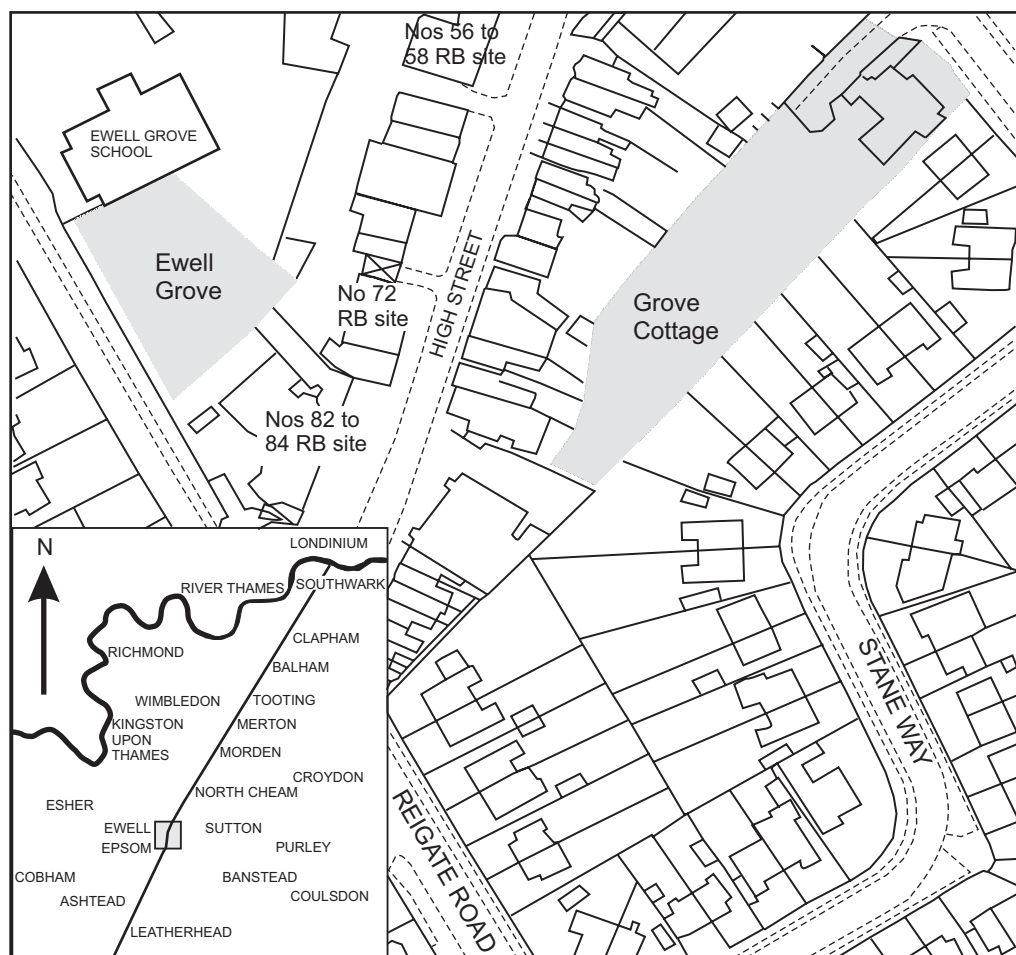 Nos 56 to
58 RB site
EWELL GROVE
SCHOOL
Ewell
Grove
No 72
RB site
HIGH STREET
Grove
Cottage
Nos 82 to
84 RB site
STANE WAY
REIGATE ROAD
N
LONDINIUM
RIVER THAMES
SOUTHWARK
CLAPHAM
RICHMOND
BALHAM
WIMBLEDON
TOOTING
KINGSTON
UPON
THAMES
MERTON
MORDEN
CROYDON
NORTH CHEAM
ESHER
EWELL
EPSOM
SUTTON
PURLEY
COBHAM
BANSTEAD
ASHTEAD
COULSDON
LEATHERHEAD